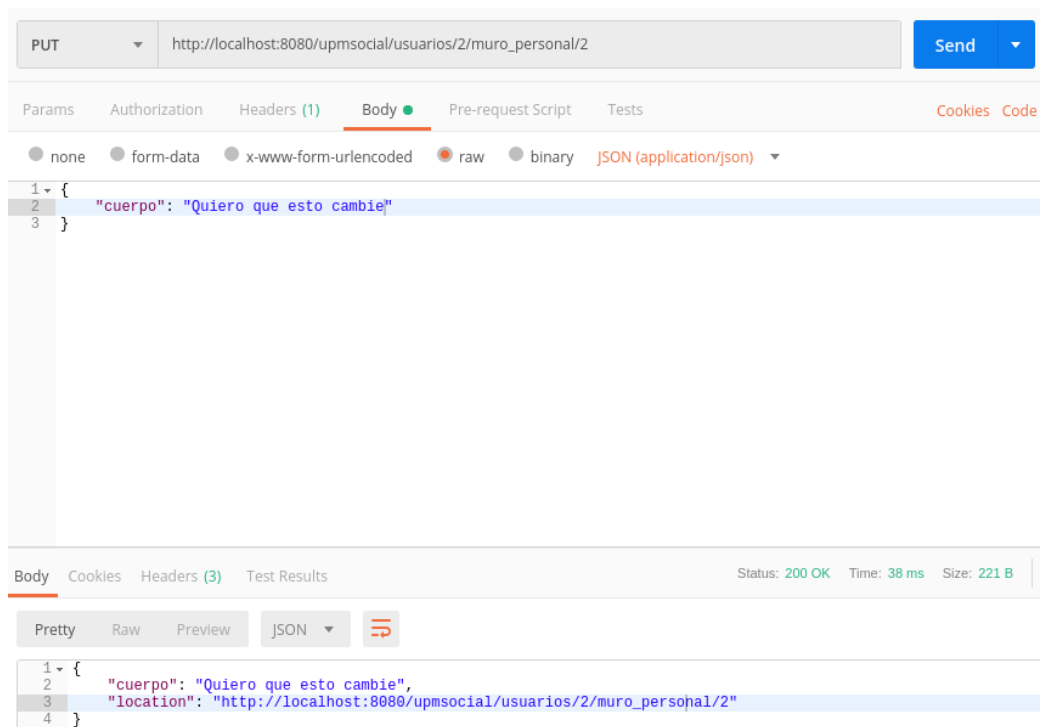 PUT http://localhost:8080/upmsocial/usuarios/2/muro_personal/2 Send
Params Authorization Headers (1) Body Pre-request Script Tests Cookies Code
none form-data x-www-form-urlencoded raw binary JSON (application/json)
1 {
2 "cuerpo": "Quiero que esto cambie"
3 }
Body Cookies Headers (3) Test Results Status: 200 OK Time: 38 ms Size: 221 B
Pretty Raw Preview JSON
1 {
2 "cuerpo": "Quiero que esto cambie",
3 "location": "http://localhost:8080/upmsocial/usuarios/2/muro_personal/2"
4 }